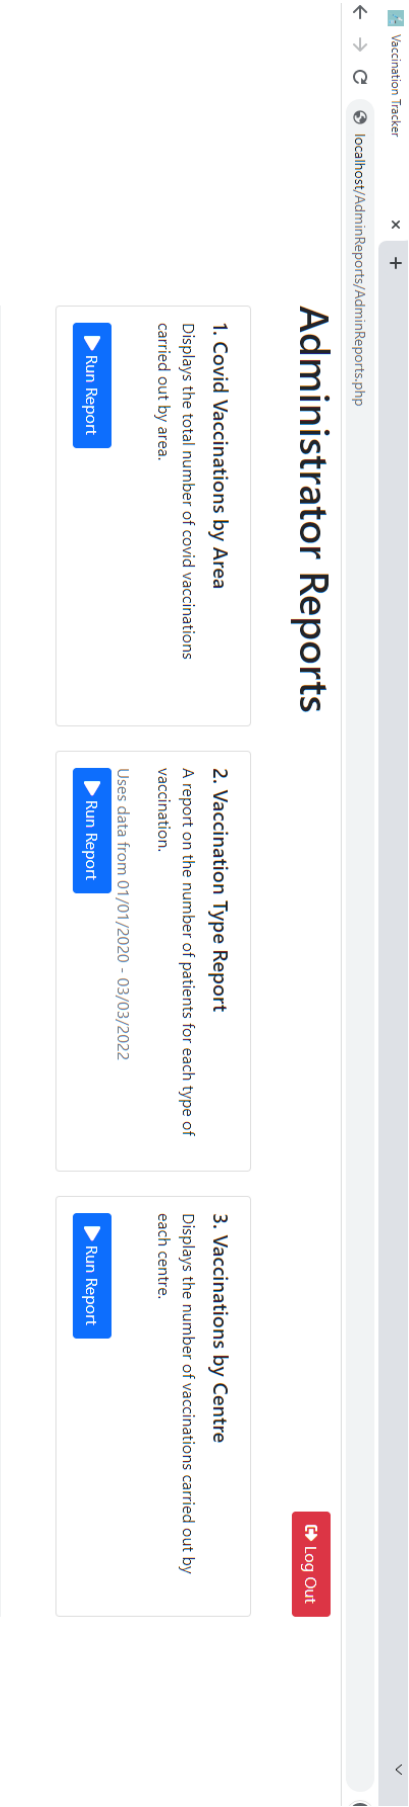 Vaccination Tracker
localhost/AdminReports/AdminReports.php
Administrator Reports
Log Out
1. Covid Vaccinations by Area
Displays the total number of covid vaccinations
carried out by area.
Run Report
2. Vaccination Type Report
A report on the number of patients for each type of
vaccination.
Uses data from 01/01/2020 - 03/03/2022
Run Report
3. Vaccinations by Centre
Displays the number of vaccinations carried out by
each centre.
Run Report